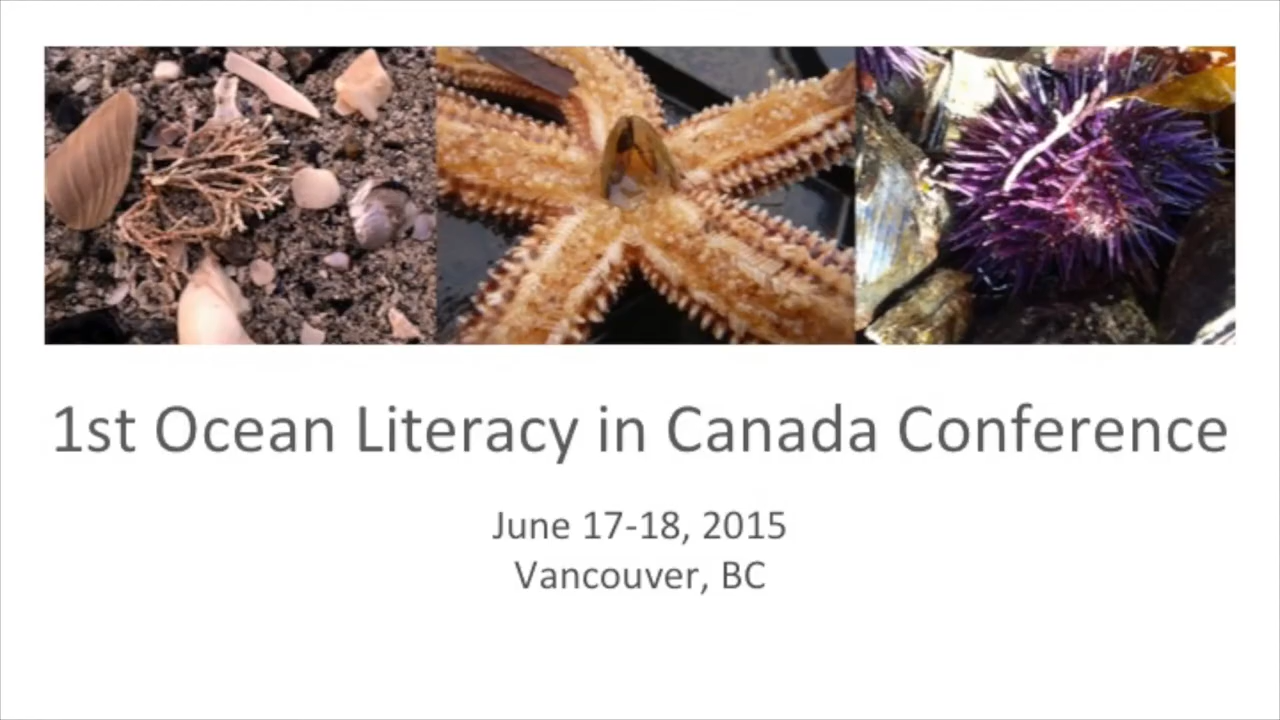 1st Ocean Literacy in Canada Conference
June 17-18, 2015
Vancouver, BC